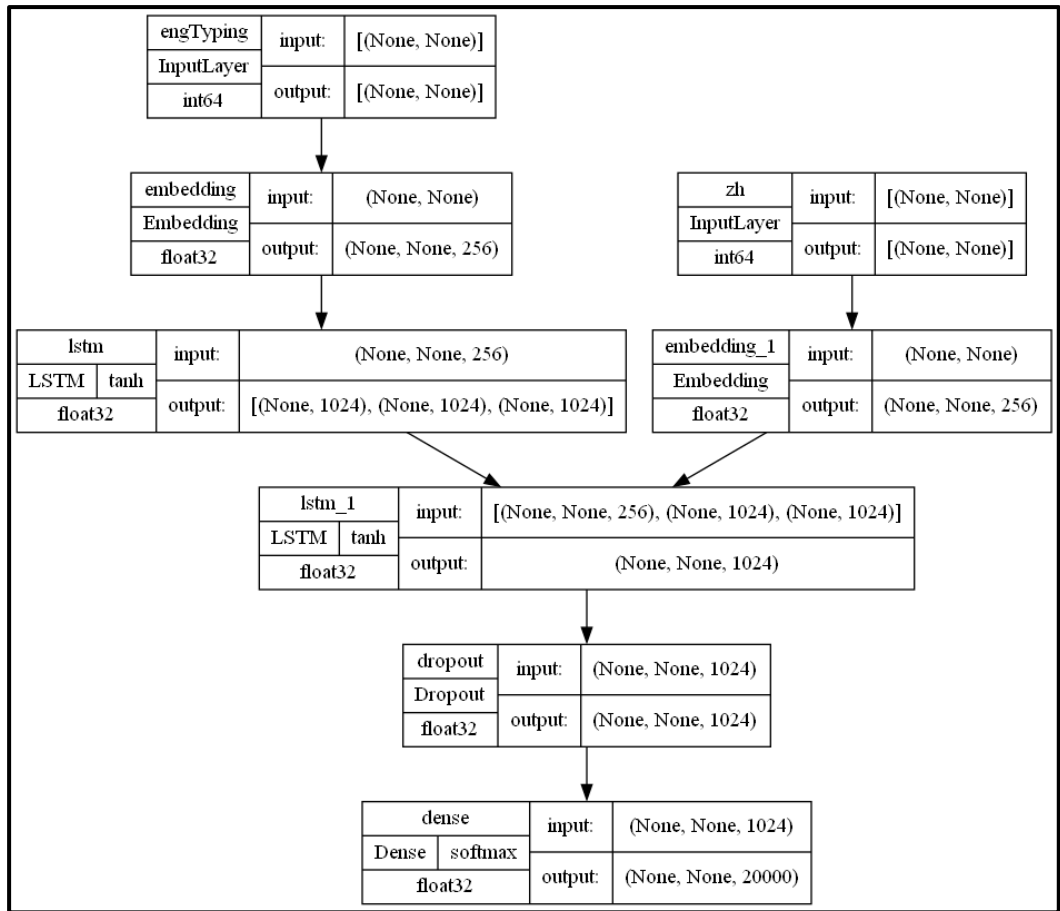 engTyping
InputLayer
int64
input:
[(None, None)]
output:
[(None, None)]
embedding
Embedding
float32
input:
(None, None)
output:
(None, None, 256)
zh
InputLayer
int64
input:
[(None, None)]
output:
[(None, None)]
lstm
LSTM tanh
float32
input:
(None, None, 256)
output:
[(None, 1024), (None, 1024), (None, 1024)]
embedding_1
Embedding
float32
input:
(None, None)
output:
(None, None, 256)
lstm_1
LSTM tanh
float32
input:
[(None, None, 256), (None, 1024), (None, 1024)]
output:
(None, None, 1024)
dropout
Dropout
float32
input:
(None, None, 1024)
output:
(None, None, 1024)
dense
Dense softmax
float32
input:
(None, None, 1024)
output:
(None, None, 20000)